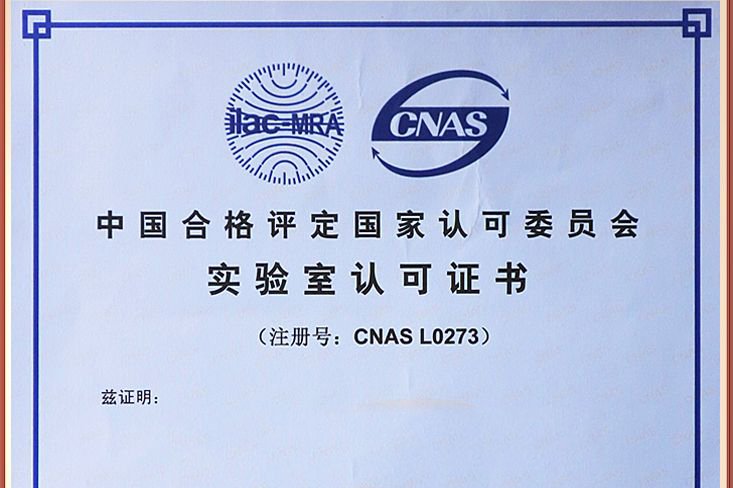 ilac-MRA CNAS
中国合格评定国家认可委员会
实验室认可证书
（注册号：CNAS L0273）
兹证明：